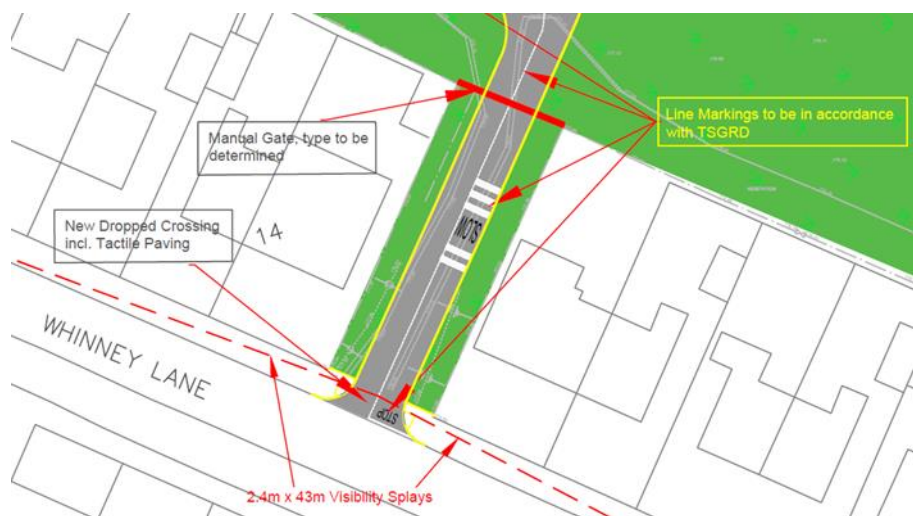 Line Markings to be in accordance
with TSGRD
Manual Gate, type to be
determined
SLOW
New Dropped Crossing
incl. Tactile Paving
14
WHINNEY LANE
STOP
2.4m x 43m Visibility Splays